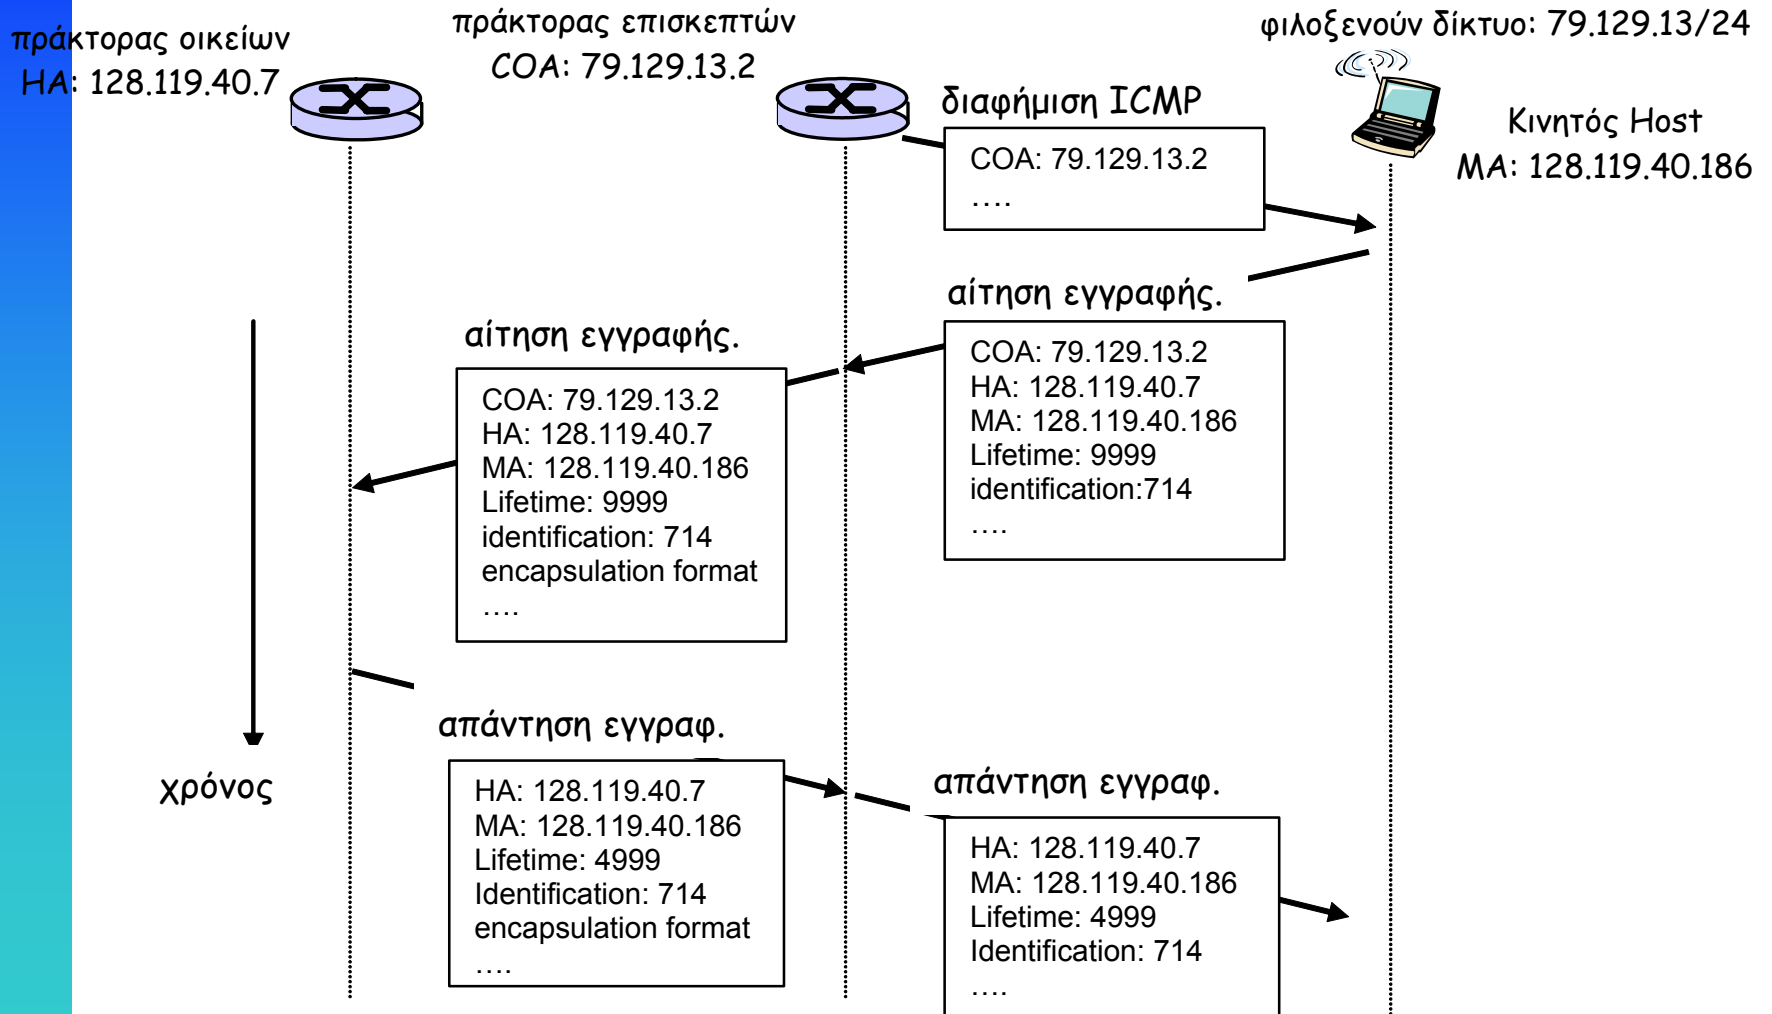 πράκτορας οικείων
HA: 128.119.40.7
πράκτορας επισκεπτών
COA: 79.129.13.2
φιλοξενούν δίκτυο: 79.129.13/24
Κινητός Host
MA: 128.119.40.186
διαφήμιση ICMP
COA: 79.129.13.2
….
αίτηση εγγραφής.
COA: 79.129.13.2
HA: 128.119.40.7
MA: 128.119.40.186
Lifetime: 9999
identification:714
….
αίτηση εγγραφής.
COA: 79.129.13.2
HA: 128.119.40.7
MA: 128.119.40.186
Lifetime: 9999
identification: 714
encapsulation format
….
χρόνος
απάντηση εγγραφ.
HA: 128.119.40.7
MA: 128.119.40.186
Lifetime: 4999
Identification: 714
encapsulation format
….
απάντηση εγγραφ.
HA: 128.119.40.7
MA: 128.119.40.186
Lifetime: 4999
Identification: 714
….